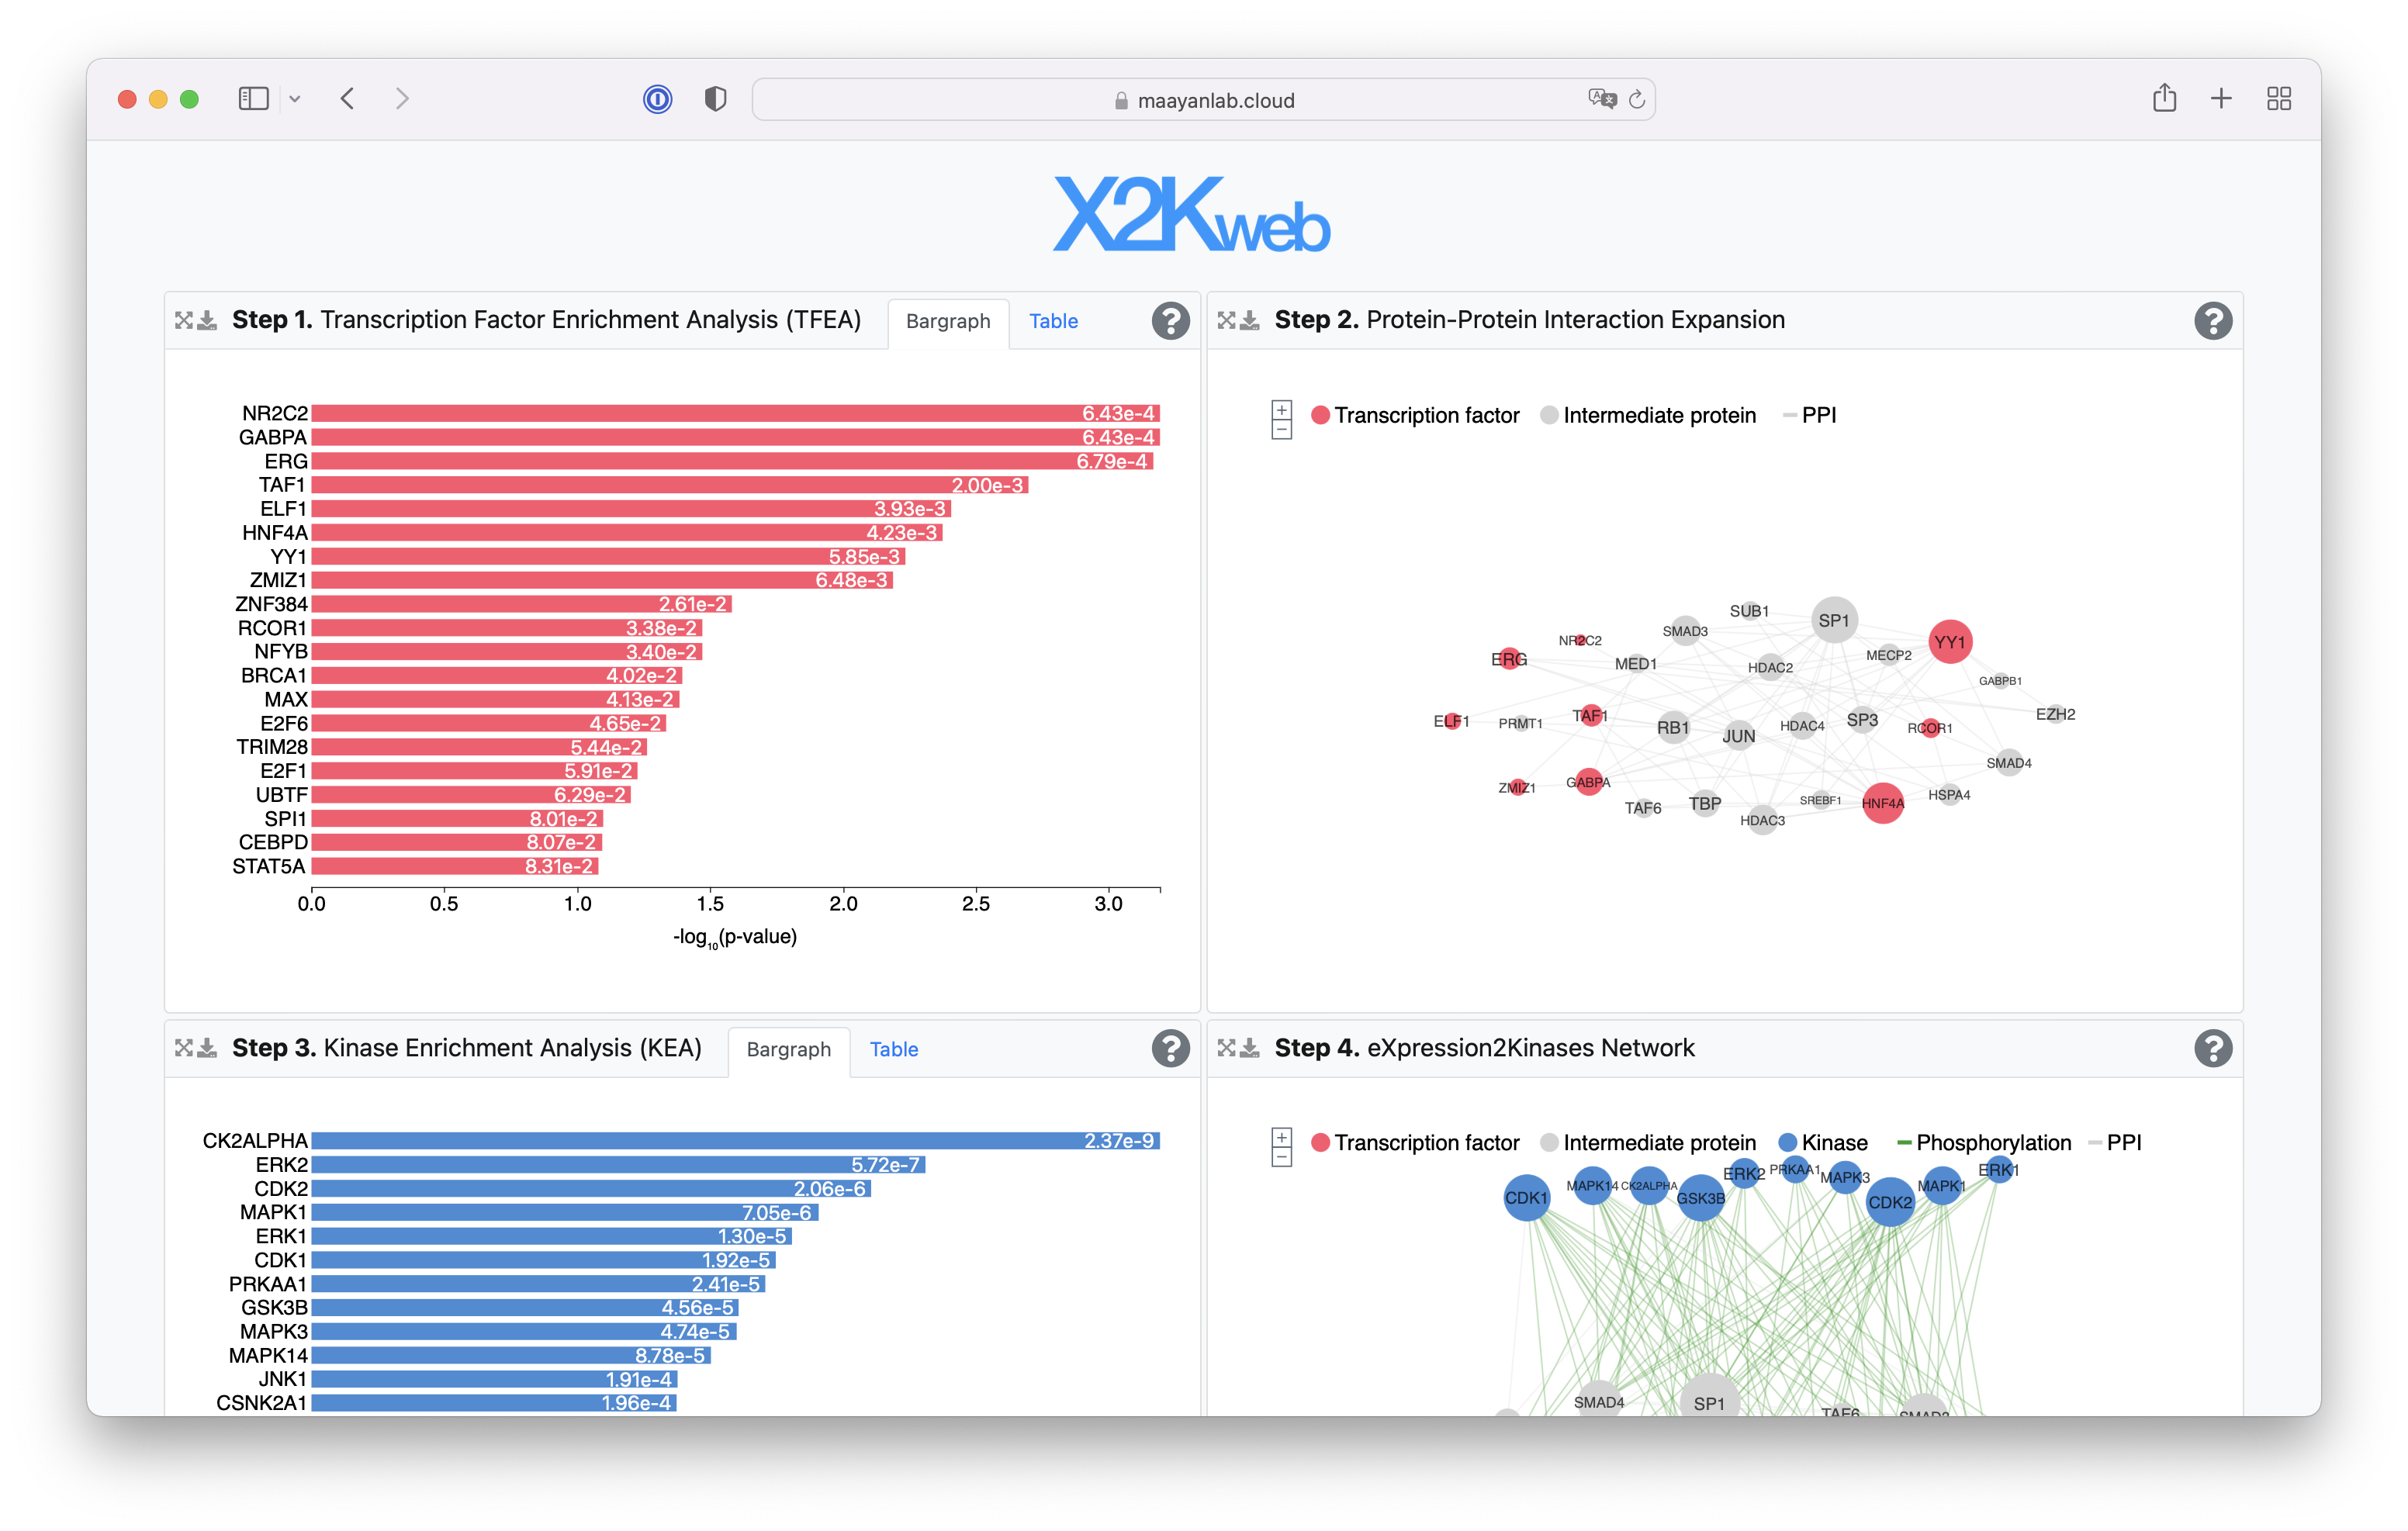 maayanlab.cloud
X2Kweb
Step 1. Transcription Factor Enrichment Analysis (TFEA)
Bargraph
Table
?
NR2C2 6.43e-4
GABPA 6.43e-4
ERG 6.79e-4
TAF1 2.00e-3
ELF1 3.93e-3
HNF4A 4.23e-3
YY1 5.85e-3
ZMIZ1 6.48e-3
ZNF384 2.61e-2
RCOR1 3.38e-2
NFYB 3.40e-2
BRCA1 4.02e-2
MAX 4.13e-2
E2F6 4.65e-2
TRIM28 5.44e-2
E2F1 5.91e-2
UBTF 6.29e-2
SPI1 8.01e-2
CEBPD 8.07e-2
STAT5A 8.31e-2
0.0 0.5 1.0 1.5 2.0 2.5 3.0
-log10(p-value)
Step 2. Protein-Protein Interaction Expansion
?
+
−
Transcription factor
Intermediate protein
PPI
SUB1
SP1
SMAD3
NR2C2
YY1
ERG
MED1
HDAC2
MECP2
GABPB1
ELF1
PRMT1
TAF1
RB1
JUN
HDAC4
SP3
RCOR1
EZH2
SMAD4
ZMIZ1
GABPA
TAF6
TBP
HDAC3
SREBF1
HNF4A
HSPA4
Step 3. Kinase Enrichment Analysis (KEA)
Bargraph
Table
?
CK2ALPHA 2.37e-9
ERK2 5.72e-7
CDK2 2.06e-6
MAPK1 7.05e-6
ERK1 1.30e-5
CDK1 1.92e-5
PRKAA1 2.41e-5
GSK3B 4.56e-5
MAPK3 4.74e-5
MAPK14 8.78e-5
JNK1 1.91e-4
CSNK2A1 1.96e-4
Step 4. eXpression2Kinases Network
?
+
−
Transcription factor
Intermediate protein
Kinase
Phosphorylation
PPI
CDK1
MAPK14
CK2ALPHA
GSK3B
ERK2
PRKAA1
MAPK3
CDK2
MAPK1
ERK1
SMAD4
SP1
TAF6